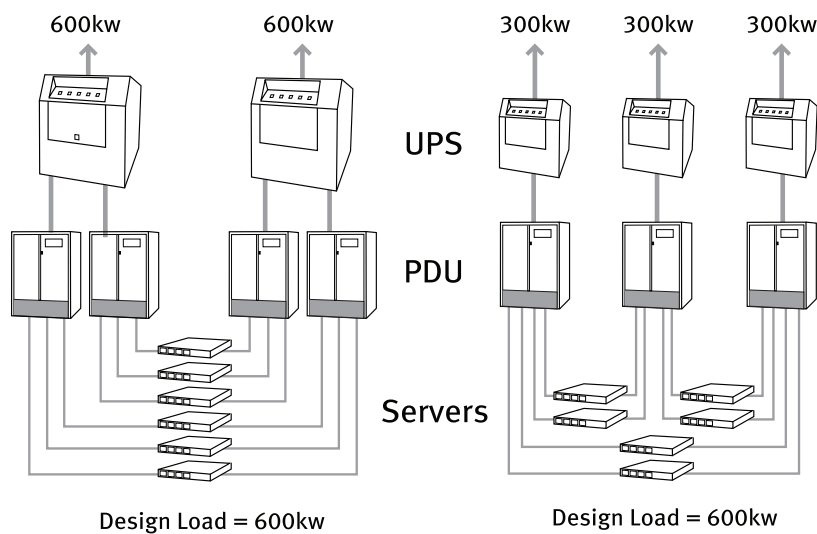 600kw 600kw 300kw 300kw 300kw
UPS
PDU
Servers
Design Load = 600kw
Design Load = 600kw